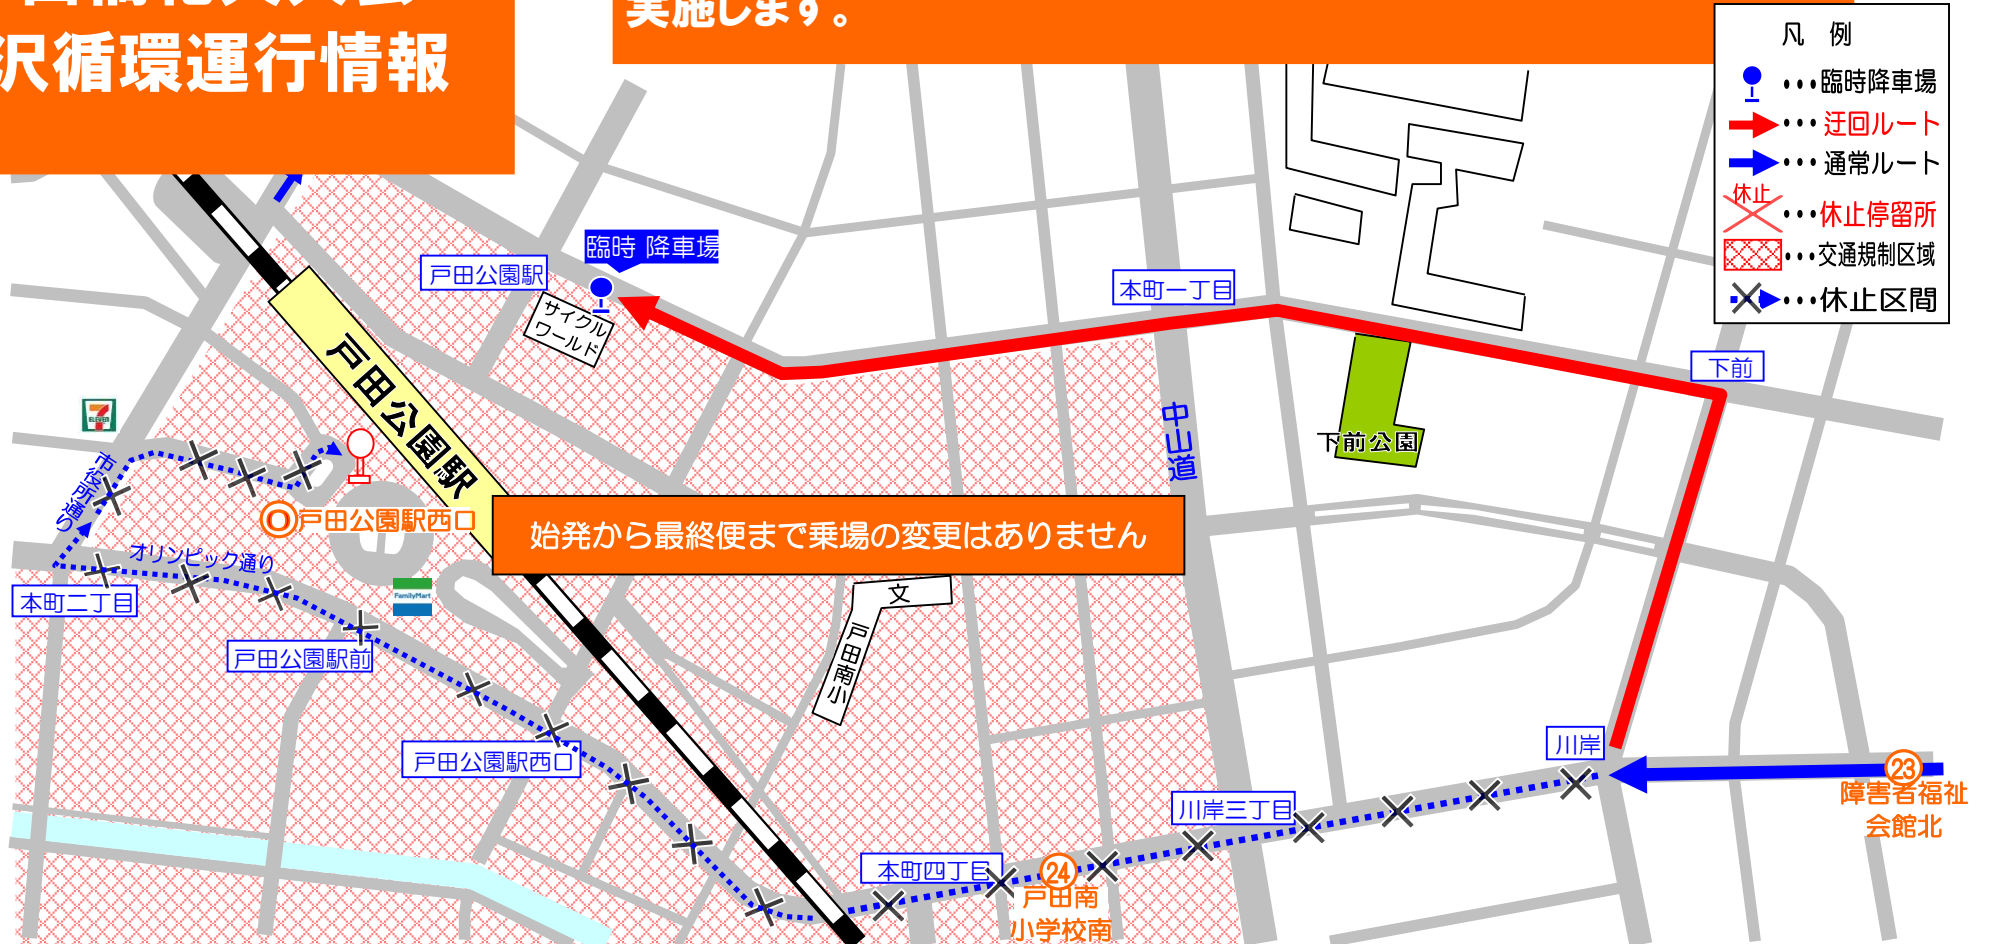 沢循環運行情報
実施します。
凡 例
・・・臨時降車場
・・・迂回ルート
・・・通常ルート
休止
・・・休止停留所
・・・交通規制区域
・・・休止区間
臨時 降車場
戸田公園駅
サイクル
ワールド
本町一丁目
下前
戸田公園駅
中山道
下前公園
ELEVEN
市役所通り
戸田公園駅西口
始発から最終便まで乗場の変更はありません
オリンピック通り
FamilyMart
本町二丁目
文
戸田南小
戸田公園駅前
戸田公園駅西口
川岸
23
障害者福祉
会館北
川岸三丁目
本町四丁目
24
戸田南
小学校南